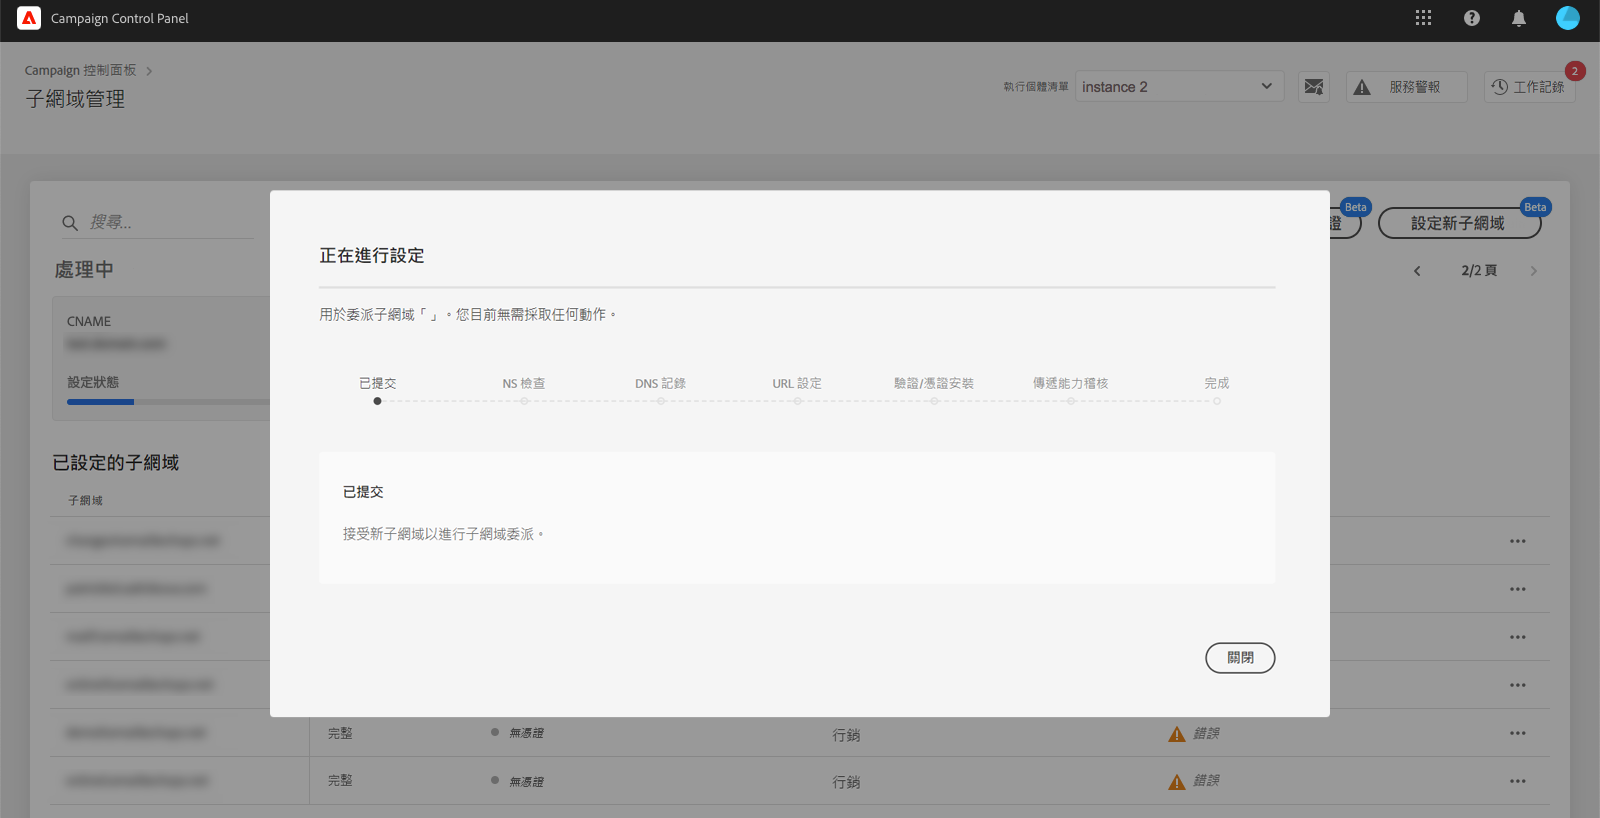 Campaign Control Panel
Campaign 控制面板
子網域管理
執行個體清單
instance 2
服務警報
工作記錄
2
搜尋...
證
Beta
設定新子網域
Beta
2/2 頁
處理中
CNAME
設定狀態
已設定的子網域
子網域
正在進行設定
用於委派子網域「 」。您目前無需採取任何動作。
已提交
NS 檢查
DNS 記錄
URL 設定
驗證/憑證安裝
傳遞能力稽核
完成
已提交
接受新子網域以進行子網域委派。
關閉
完整
無憑證
行銷
錯誤
完整
無憑證
行銷
錯誤